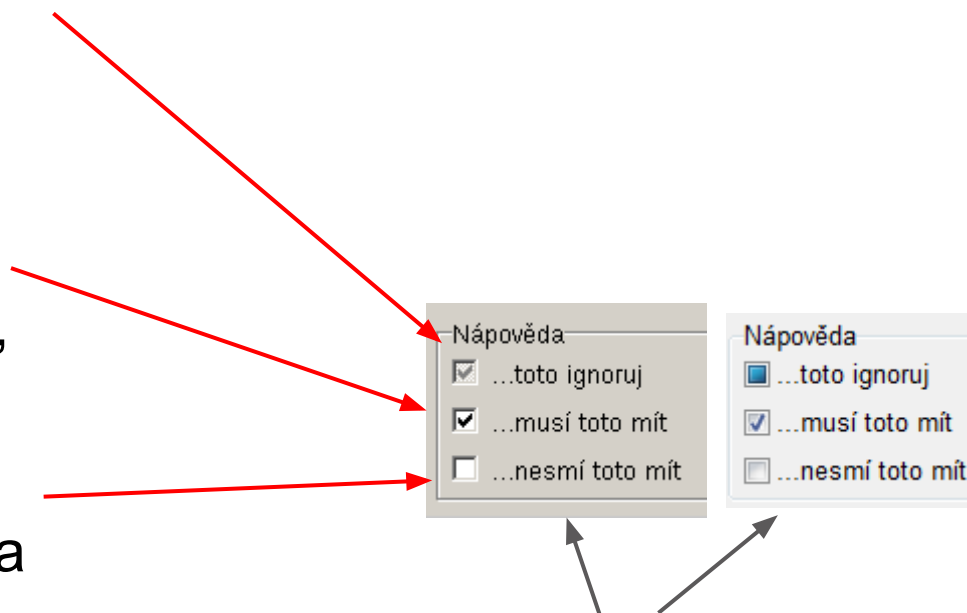 ,
a
Nápověda
...toto ignoruj
...musí toto mít
...nesmí toto mít
Nápověda
...toto ignoruj
...musí toto mít
...nesmí toto mít